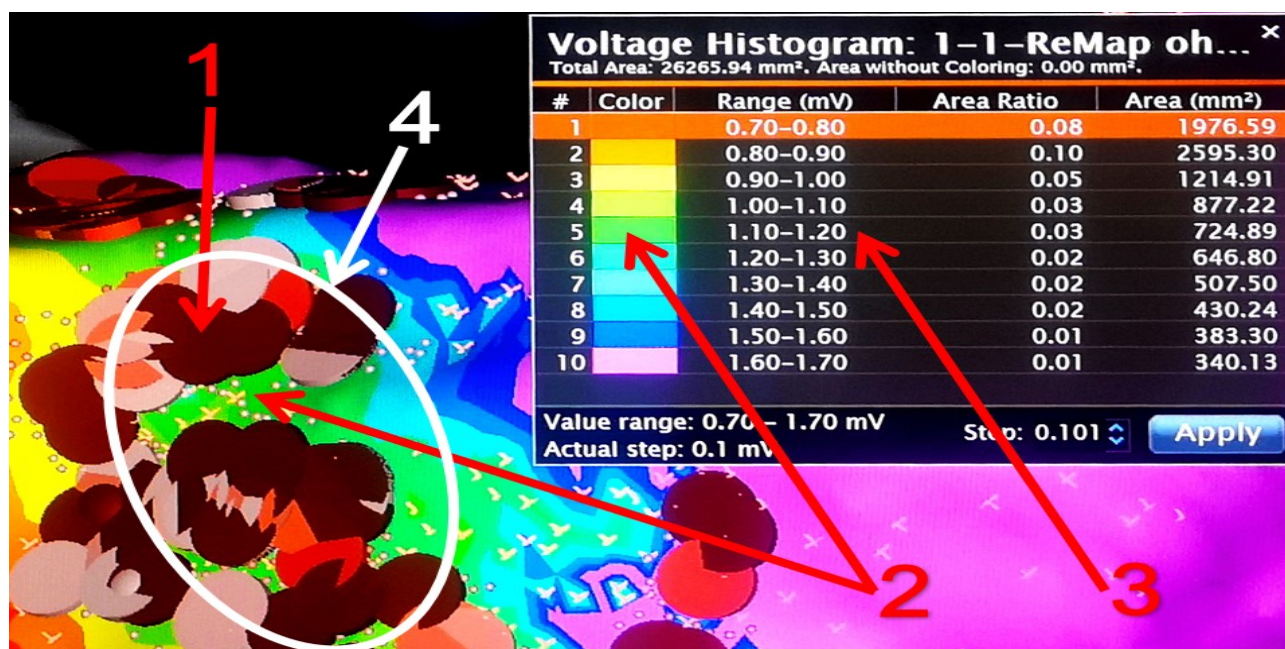 1
4
Voltage Histogram: 1-1-ReMap oh... ×
Total Area: 26265.94 mm². Area without Coloring: 0.00 mm².
# Color Range (mV) Area Ratio Area (mm²)
1 0.70-0.80 0.08 1976.59
2 0.80-0.90 0.10 2595.30
3 0.90-1.00 0.05 1214.91
4 1.00-1.10 0.03 877.22
5 1.10-1.20 0.03 724.89
6 1.20-1.30 0.02 646.80
7 1.30-1.40 0.02 507.50
8 1.40-1.50 0.02 430.24
9 1.50-1.60 0.01 383.30
10 1.60-1.70 0.01 340.13
Value range: 0.70 - 1.70 mV
Actual step: 0.1 mV
Step: 0.101
Apply
2
3